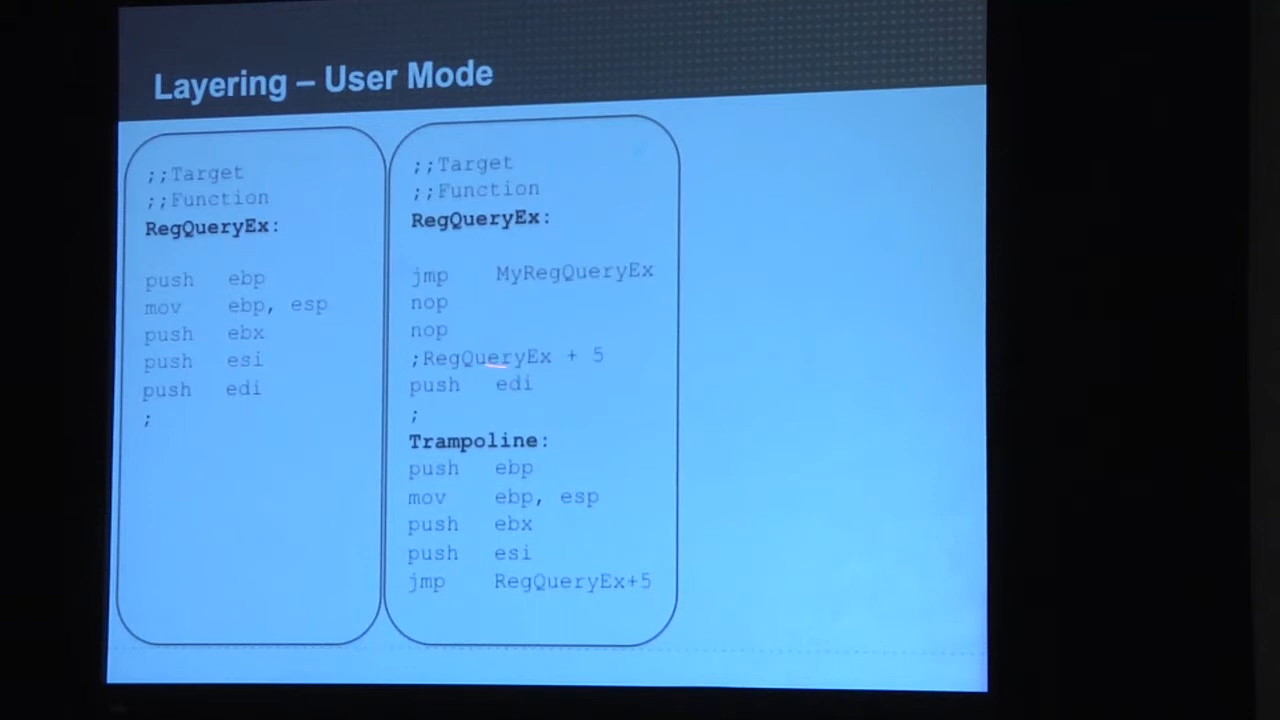 Layering – User Mode
;;Target
;;Function
RegQueryEx:
push ebp
mov ebp, esp
push ebx
push esi
push edi
;
;;Target
;;Function
RegQueryEx:
jmp MyRegQueryEx
nop
nop
;RegQueryEx + 5
push edi
;
Trampoline:
push ebp
mov ebp, esp
push ebx
push esi
jmp RegQueryEx+5